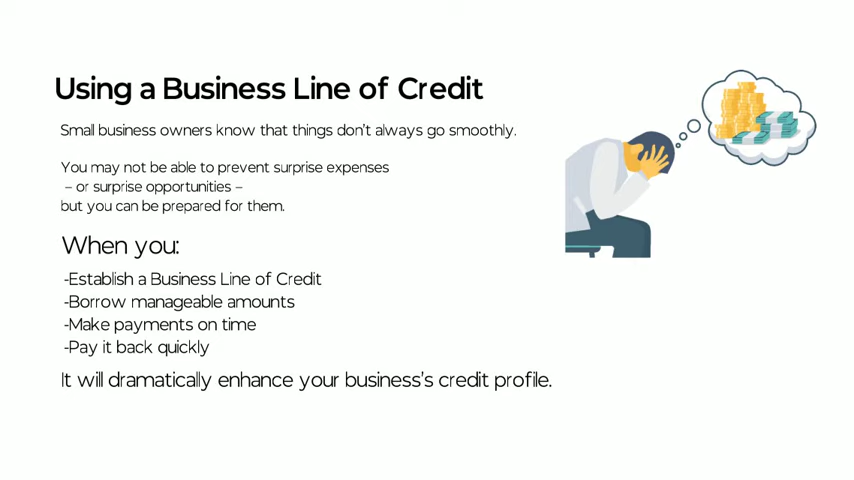 Using a Business Line of Credit
Small business owners know that things don't always go smoothly.
You may not be able to prevent surprise expenses
– or surprise opportunities –
but you can be prepared for them.
When you:
-Establish a Business Line of Credit
-Borrow manageable amounts
-Make payments on time
-Pay it back quickly
It will dramatically enhance your business's credit profile.